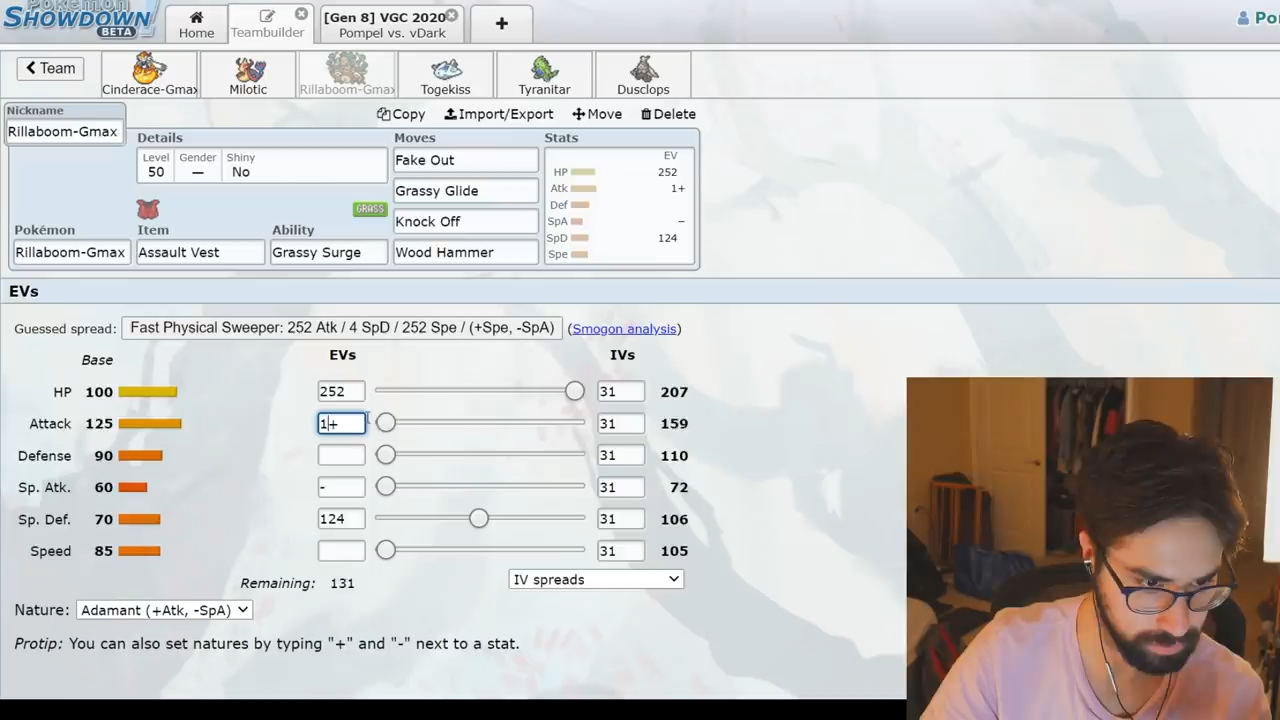 Pokémon
SHOWDOWN
BETA
Home
Teambuilder
[Gen 8] VGC 2020
Pompel vs. vDark
+
Po
Team
Cinderace-Gmax
Milotic
Rillaboom-Gmax
Togekiss
Tyranitar
Dusclops
Nickname
Rillaboom-Gmax
Copy Import/Export Move Delete
Details
Moves
Stats
Level Gender Shiny
50 — No
Fake Out
Grassy Glide
Knock Off
Wood Hammer
EV
HP 252
Atk 1+
Def
SpA –
SpD 124
Spe
GRASS
Pokémon Item Ability
Rillaboom-Gmax Assault Vest Grassy Surge
EVs
Guessed spread: Fast Physical Sweeper: 252 Atk / 4 SpD / 252 Spe / (+Spe, -SpA) (Smogon analysis)
Base EVs IVs
HP 100 252 31 207
Attack 125 1+ 31 159
Defense 90 31 110
Sp. Atk. 60 - 31 72
Sp. Def. 70 124 31 106
Speed 85 31 105
Remaining: 131 IV spreads
Nature: Adamant (+Atk, -SpA)
Protip: You can also set natures by typing "+" and "-" next to a stat.